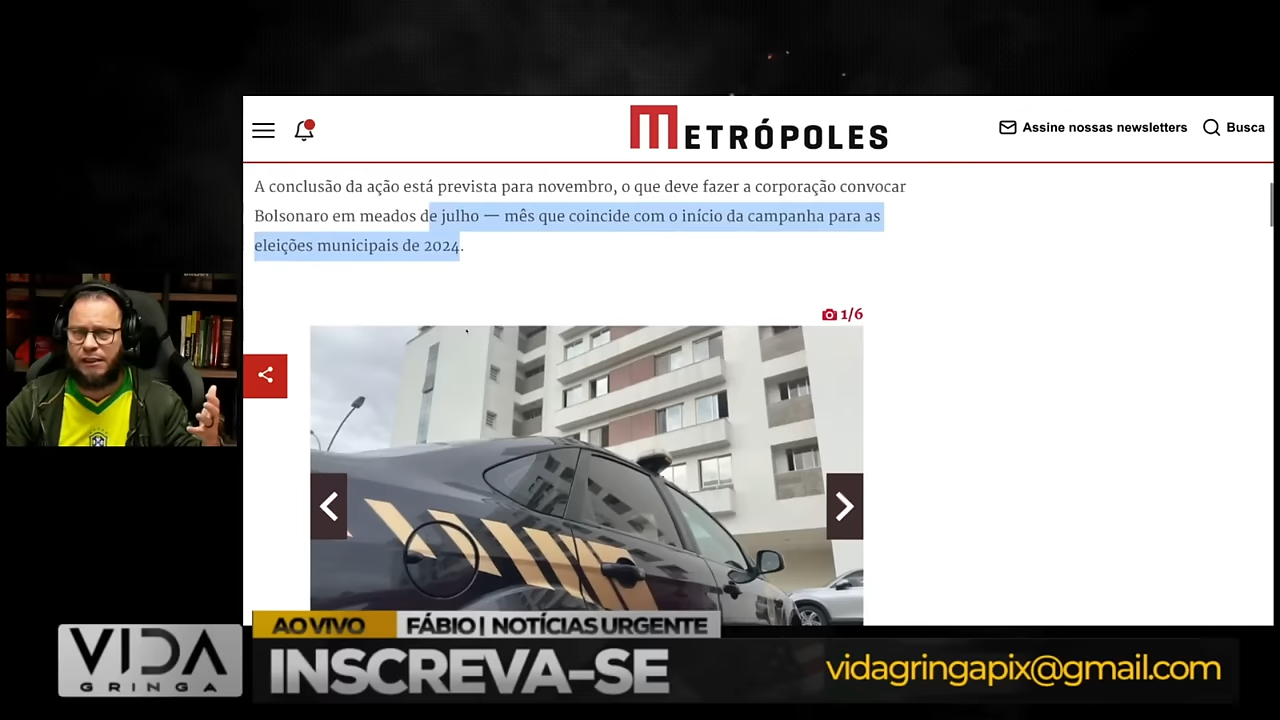 METRÓPOLES
Assine nossas newsletters
Busca
A conclusão da ação está prevista para novembro, o que deve fazer a corporação convocar
Bolsonaro em meados de julho — mês que coincide com o início da campanha para as
eleições municipais de 2024.
1/6
AO VIVO
FÁBIO | NOTÍCIAS URGENTE
VIDA
GRINGA
INSCREVA-SE
vidagringapix@gmail.com